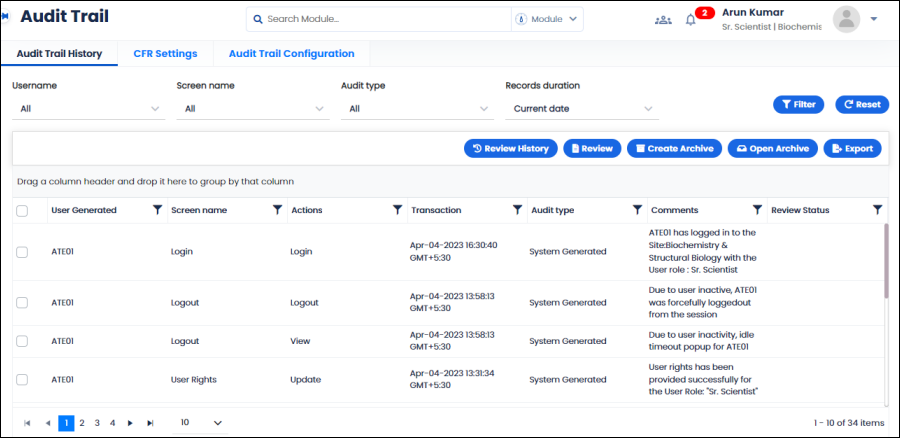 Audit Trail
Search Module..
Module
2
Arun Kumar
Sr. Scientist | Biochemis
Audit Trail History
CFR Settings
Audit Trail Configuration
Username
Screen name
Audit type
Records duration
All
All
All
Current date
Filter
Reset
Review History
Review
Create Archive
Open Archive
Export
Drag a column header and drop it here to group by that column
User Generated
Screen name
Actions
Transaction
Audit type
Comments
Review Status
ATE01
Login
Login
Apr-04-2023 16:30:40
GMT+5:30
System Generated
ATE01 has logged in to the
Site:Biochemistry &
Structural Biology with the
User role : Sr. Scientist
ATE01
Logout
Logout
Apr-04-2023 13:58:13
GMT+5:30
System Generated
Due to user inactive, ATE01
was forcefully loggedout
from the session
ATE01
Logout
View
Apr-04-2023 13:58:13
GMT+5:30
System Generated
Due to user inactivity, idle
timeout popup for ATE01
ATE01
User Rights
Update
Apr-04-2023 13:31:34
GMT+5:30
System Generated
User rights has been
provided successfully for
the User Role: "Sr. Scientist"
1 2 3 4
10
1 - 10 of 34 items